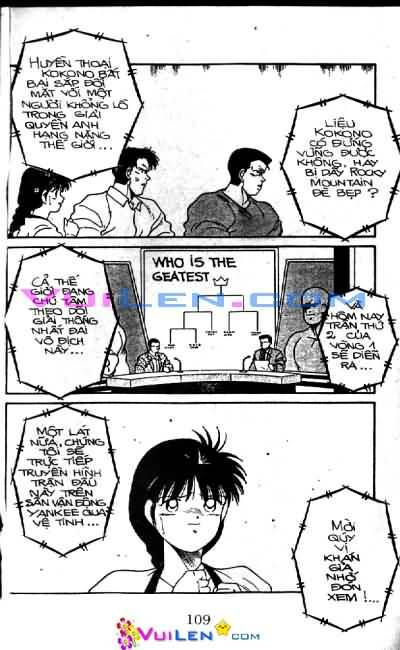 HUYỀN THOẠI
KOKONO BẤT
BẠI SẮP ĐỐI
MẶT VỚI MỘT
NGƯỜI KHỔNG LỒ
TRONG GIẢI
QUYỀN ANH
HẠNG NẶNG
THẾ GIỚI...
LIỆU
KOKONO
CÓ ĐỨNG
VỮNG ĐƯỢC
KHÔNG, HAY
BỊ DÃY ROCKY
MOUNTAIN
ĐÈ BẸP ?
CẢ THẾ
GIỚI ĐANG
CHÚ TÂM
THEO DÕI
GIẢI THỐNG
NHẤT ĐAI
VÔ ĐỊCH
NÀY...
WHO IS THE
GEATEST
VÀ
HÔM NAY
TRẬN THỨ
2 CỦA
VÒNG 1
SẼ DIỄN
RA...
VUILEN.COM
MỘT LÁT
NỮA, CHÚNG
TÔI SẼ
TRỰC TIẾP
TRUYỀN HÌNH
TRẬN ĐẤU
NÀY TRÊN
SÂN VẬN ĐỘNG
YANKEE QUA
VỆ TINH...
MỜI
QUÝ
VỊ
KHÁN
GIẢ
NHỚ
ĐÓN
XEM !...
109
VUILEN.COM